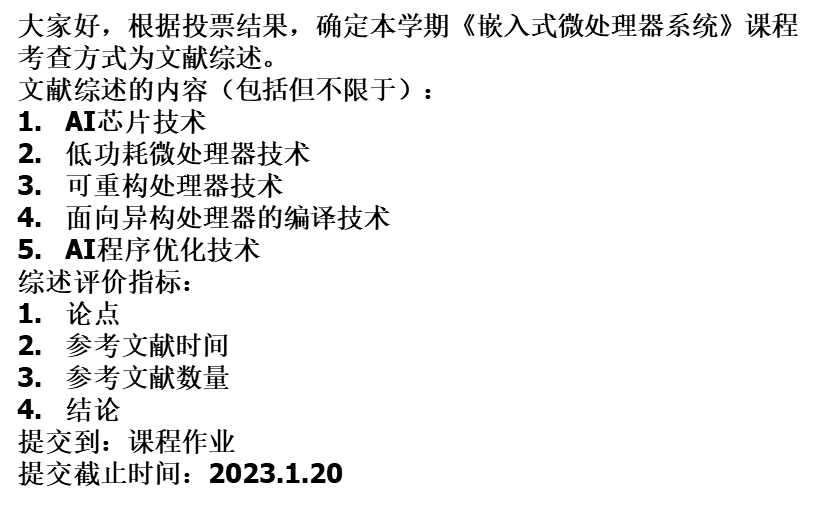 大家好，根据投票结果，确定本学期《嵌入式微处理器系统》课程
考查方式为文献综述。
文献综述的内容（包括但不限于）:
1. AI芯片技术
2. 低功耗微处理器技术
3. 可重构处理器技术
4. 面向异构处理器的编译技术
5. AI程序优化技术
综述评价指标:
1. 论点
2. 参考文献时间
3. 参考文献数量
4. 结论
提交到: 课程作业
提交截止时间: 2023.1.20